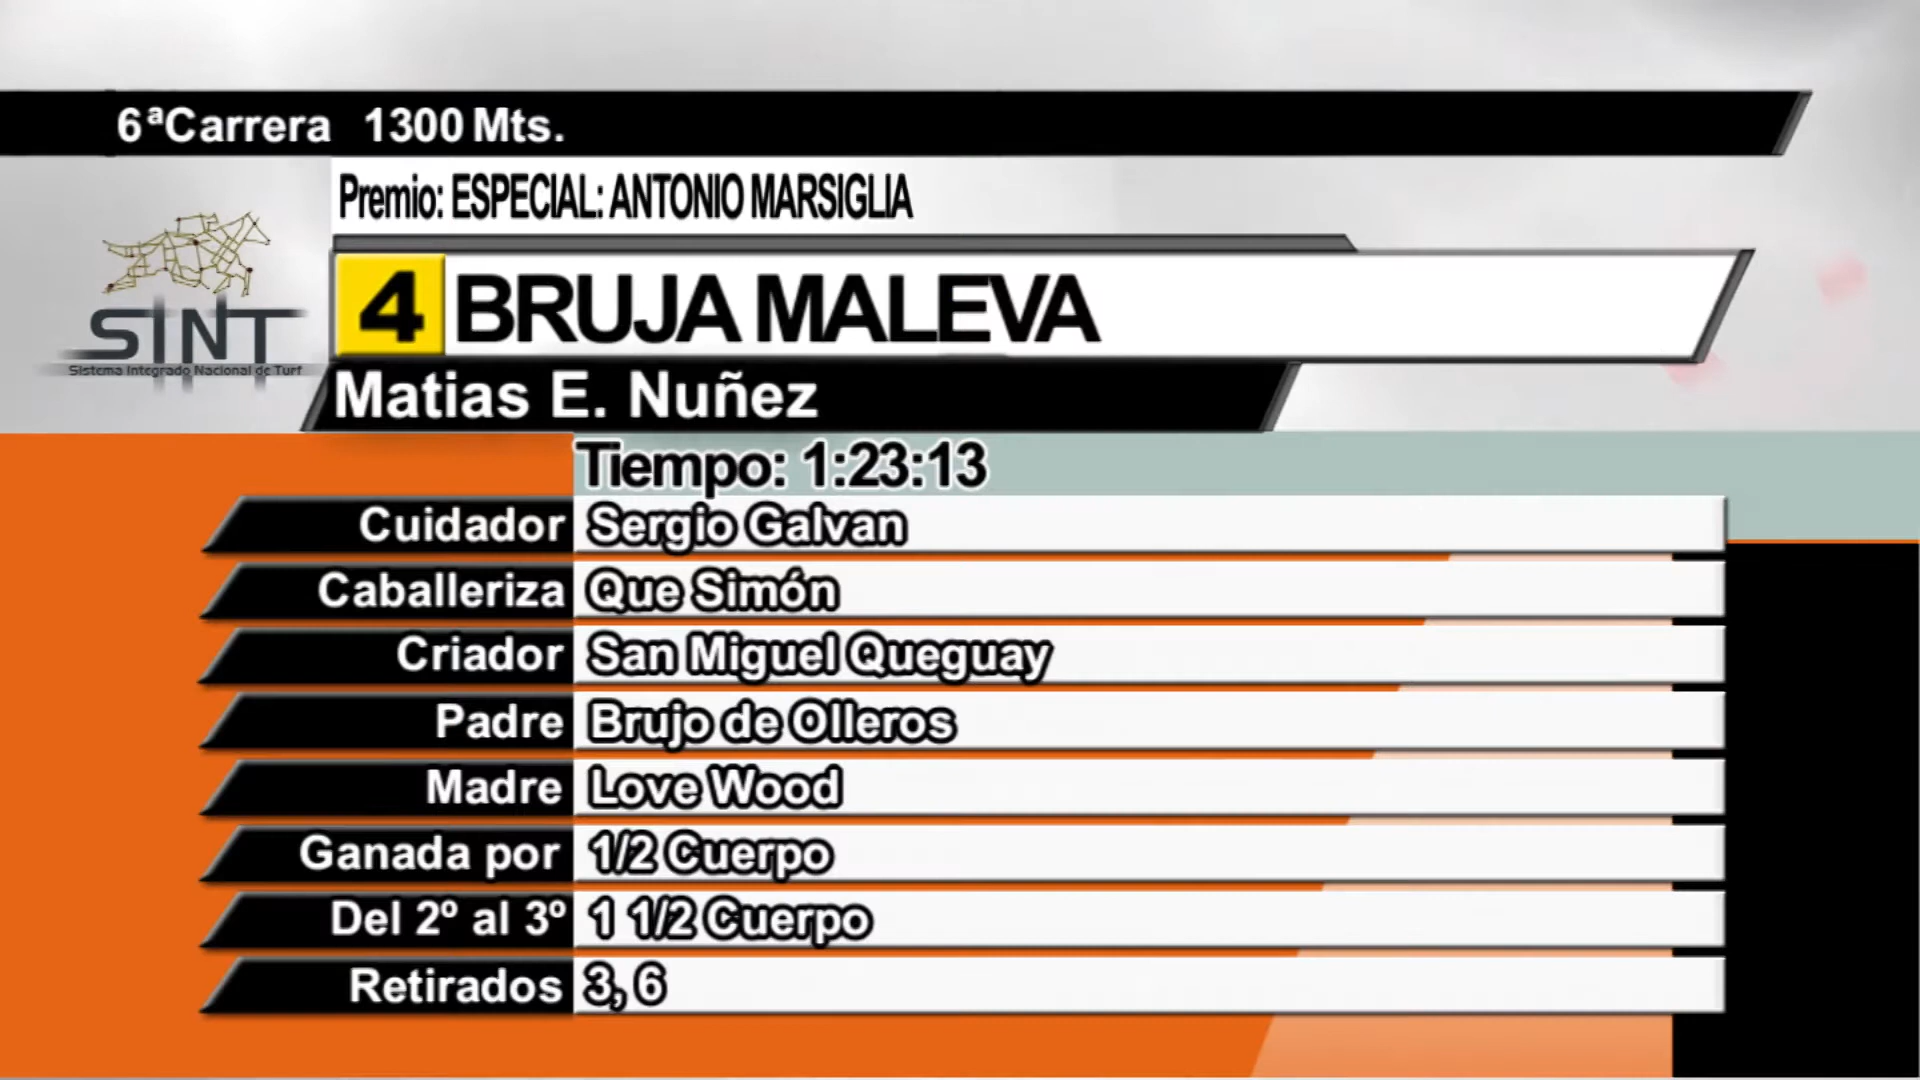 6ªCarrera 1300 Mts.
Premio: ESPECIAL: ANTONIO MARSIGLIA
4 BRUJA MALEVA
SINT
Sistema Integrado Nacional de Turf
Matias E. Nuñez
Tiempo: 1:23:13
Cuidador Sergio Galvan
Caballeriza Que Simón
Criador San Miguel Queguay
Padre Brujo de Olleros
Madre Love Wood
Ganada por 1/2 Cuerpo
Del 2º al 3º 1 1/2 Cuerpo
Retirados 3, 6